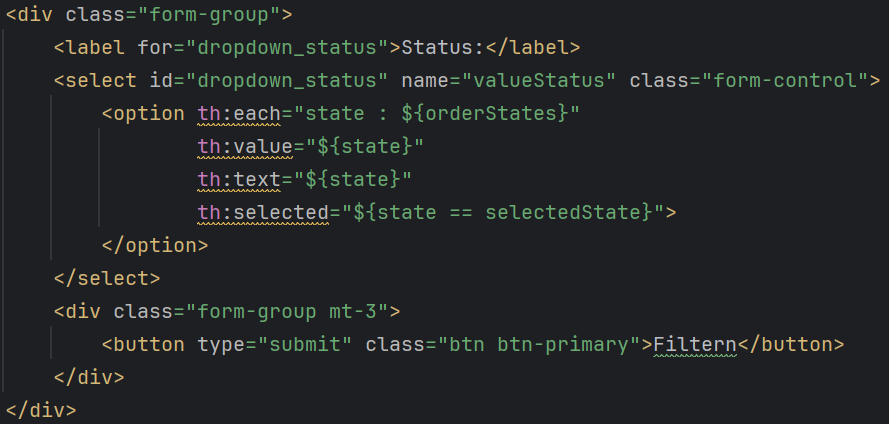 <div class="form-group">
    <label for="dropdown_status">Status:</label>
    <select id="dropdown_status" name="valueStatus" class="form-control">
        <option th:each="state : ${orderStates}"
                th:value="${state}"
                th:text="${state}"
                th:selected="${state == selectedState}">
        </option>
    </select>
    <div class="form-group mt-3">
        <button type="submit" class="btn btn-primary">Filtern</button>
    </div>
</div>